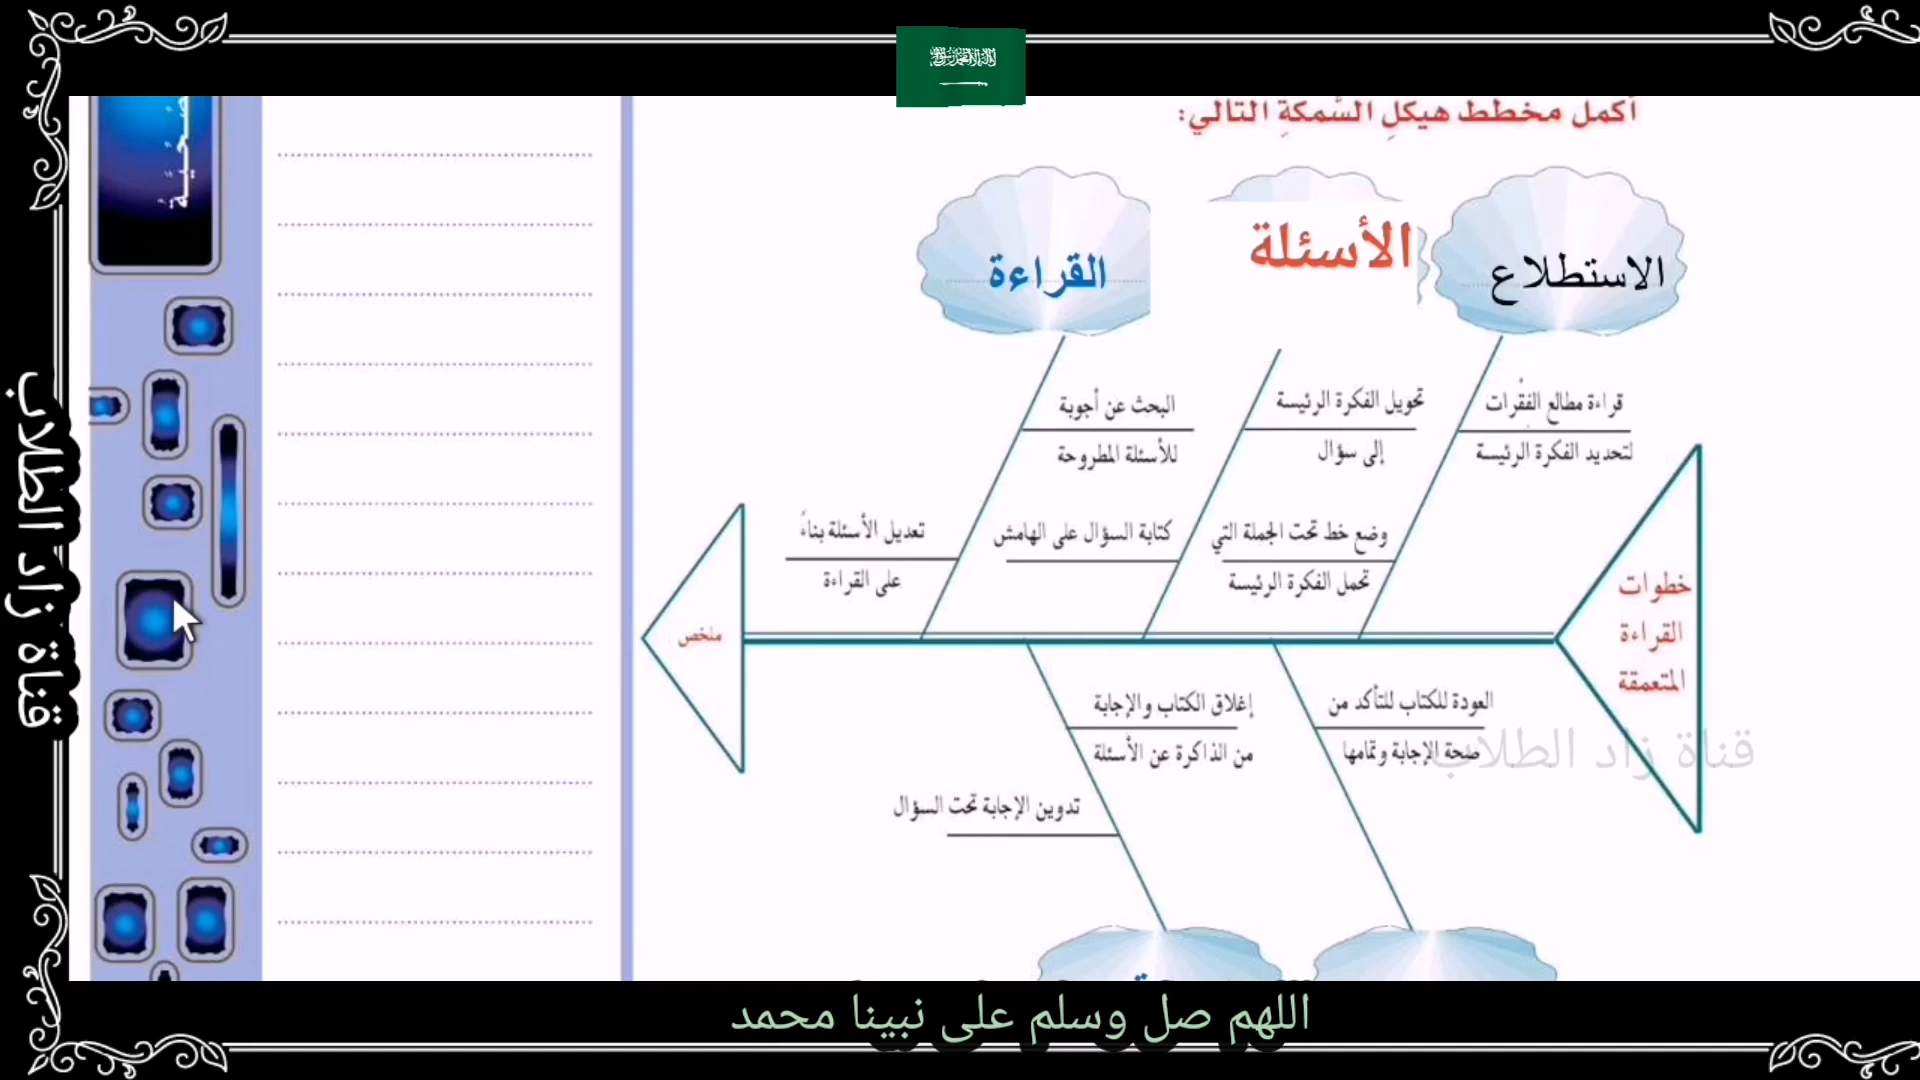 أكمل مخطط هيكلِ السَّمكةِ التالي:
الاستطلاع
الأسئلة
القراءة
قراءة مطالع الفقرات
لتحديد الفكرة الرئيسة
تحويل الفكرة الرئيسة
إلى سؤال
البحث عن أجوبة
للأسئلة المطروحة
وضع خط تحت الجملة التي
تحمل الفكرة الرئيسة
كتابة السؤال على الهامش
تعديل الأسئلة بناءً
على القراءة
خطوات
القراءة
المتعمقة
ملخص
العودة للكتاب للتأكد من
صحة الإجابة وتمامها
إغلاق الكتاب والإجابة
من الذاكرة عن الأسئلة
تدوين الإجابة تحت السؤال
قناة زاد الطلاب
قناة زاد الطلاب
اللهم صل وسلم على نبينا محمد